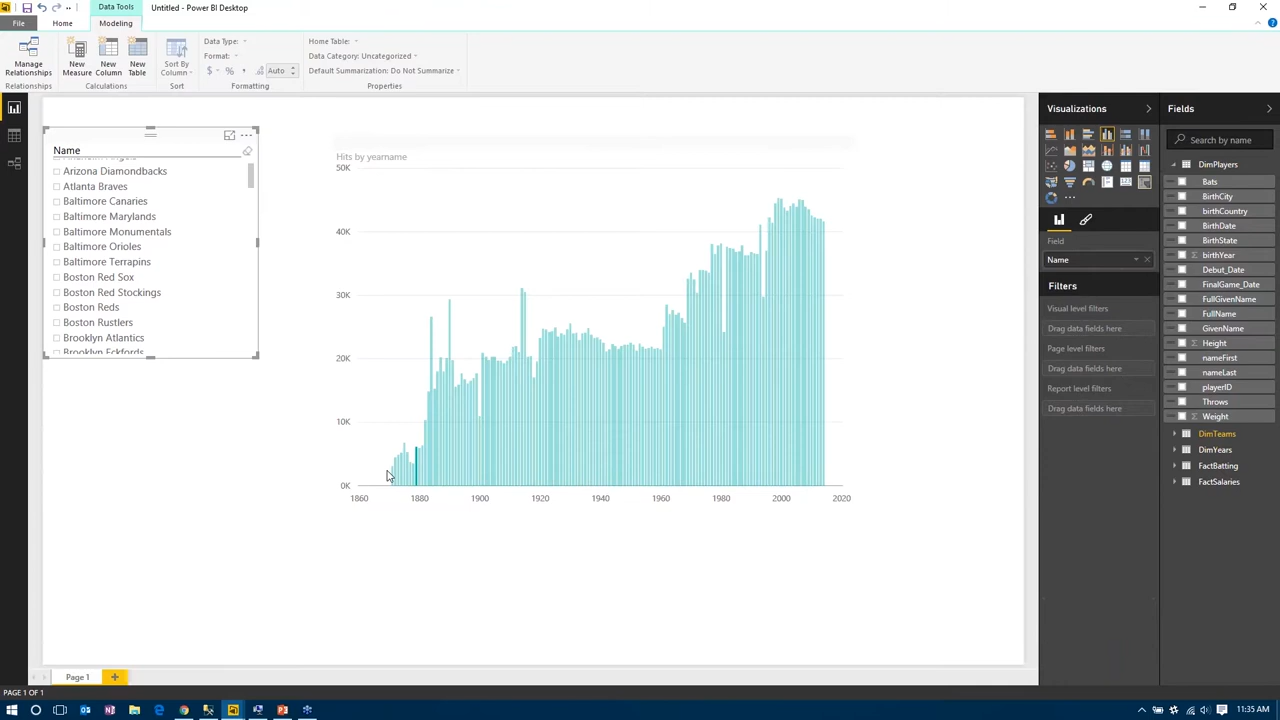 Data Tools
Untitled - Power BI Desktop
File
Home
Modeling
Manage Relationships
New Measure
New Column
New Table
Sort By Column
Data Type:
Format:
$ % , .00 Auto
Home Table:
Data Category: Uncategorized
Default Summarization: Do Not Summarize
Relationships
Calculations
Sort
Formatting
Properties
Name
Arizona Diamondbacks
Atlanta Braves
Baltimore Canaries
Baltimore Marylands
Baltimore Monumentals
Baltimore Orioles
Baltimore Terrapins
Boston Red Sox
Boston Red Stockings
Boston Reds
Boston Rustlers
Brooklyn Atlantics
Brooklyn Eckfords
Hits by yearname
50K
40K
30K
20K
10K
0K
1860 1880 1900 1920 1940 1960 1980 2000 2020
Visualizations
Field
Name
Filters
Visual level filters
Drag data fields here
Page level filters
Drag data fields here
Report level filters
Drag data fields here
Fields
Search by name
DimPlayers
Bats
BirthCity
birthCountry
BirthDate
BirthState
Σ birthYear
Debut_Date
FinalGame_Date
FullGivenName
FullName
GivenName
Σ Height
nameFirst
nameLast
playerID
Throws
Σ Weight
DimTeams
DimYears
FactBatting
FactSalaries
Page 1
PAGE 1 OF 1
11:35 AM